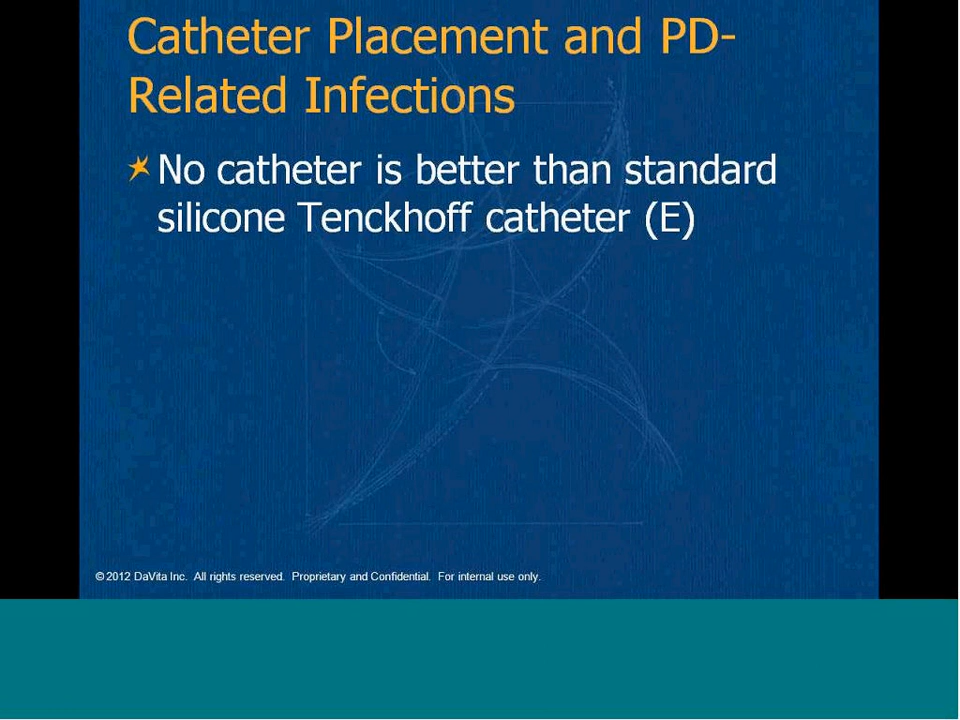 Catheter Placement and PD-
Related Infections
No catheter is better than standard
silicone Tenckhoff catheter (E)
© 2012 DaVita Inc. All rights reserved. Proprietary and Confidential. For internal use only.